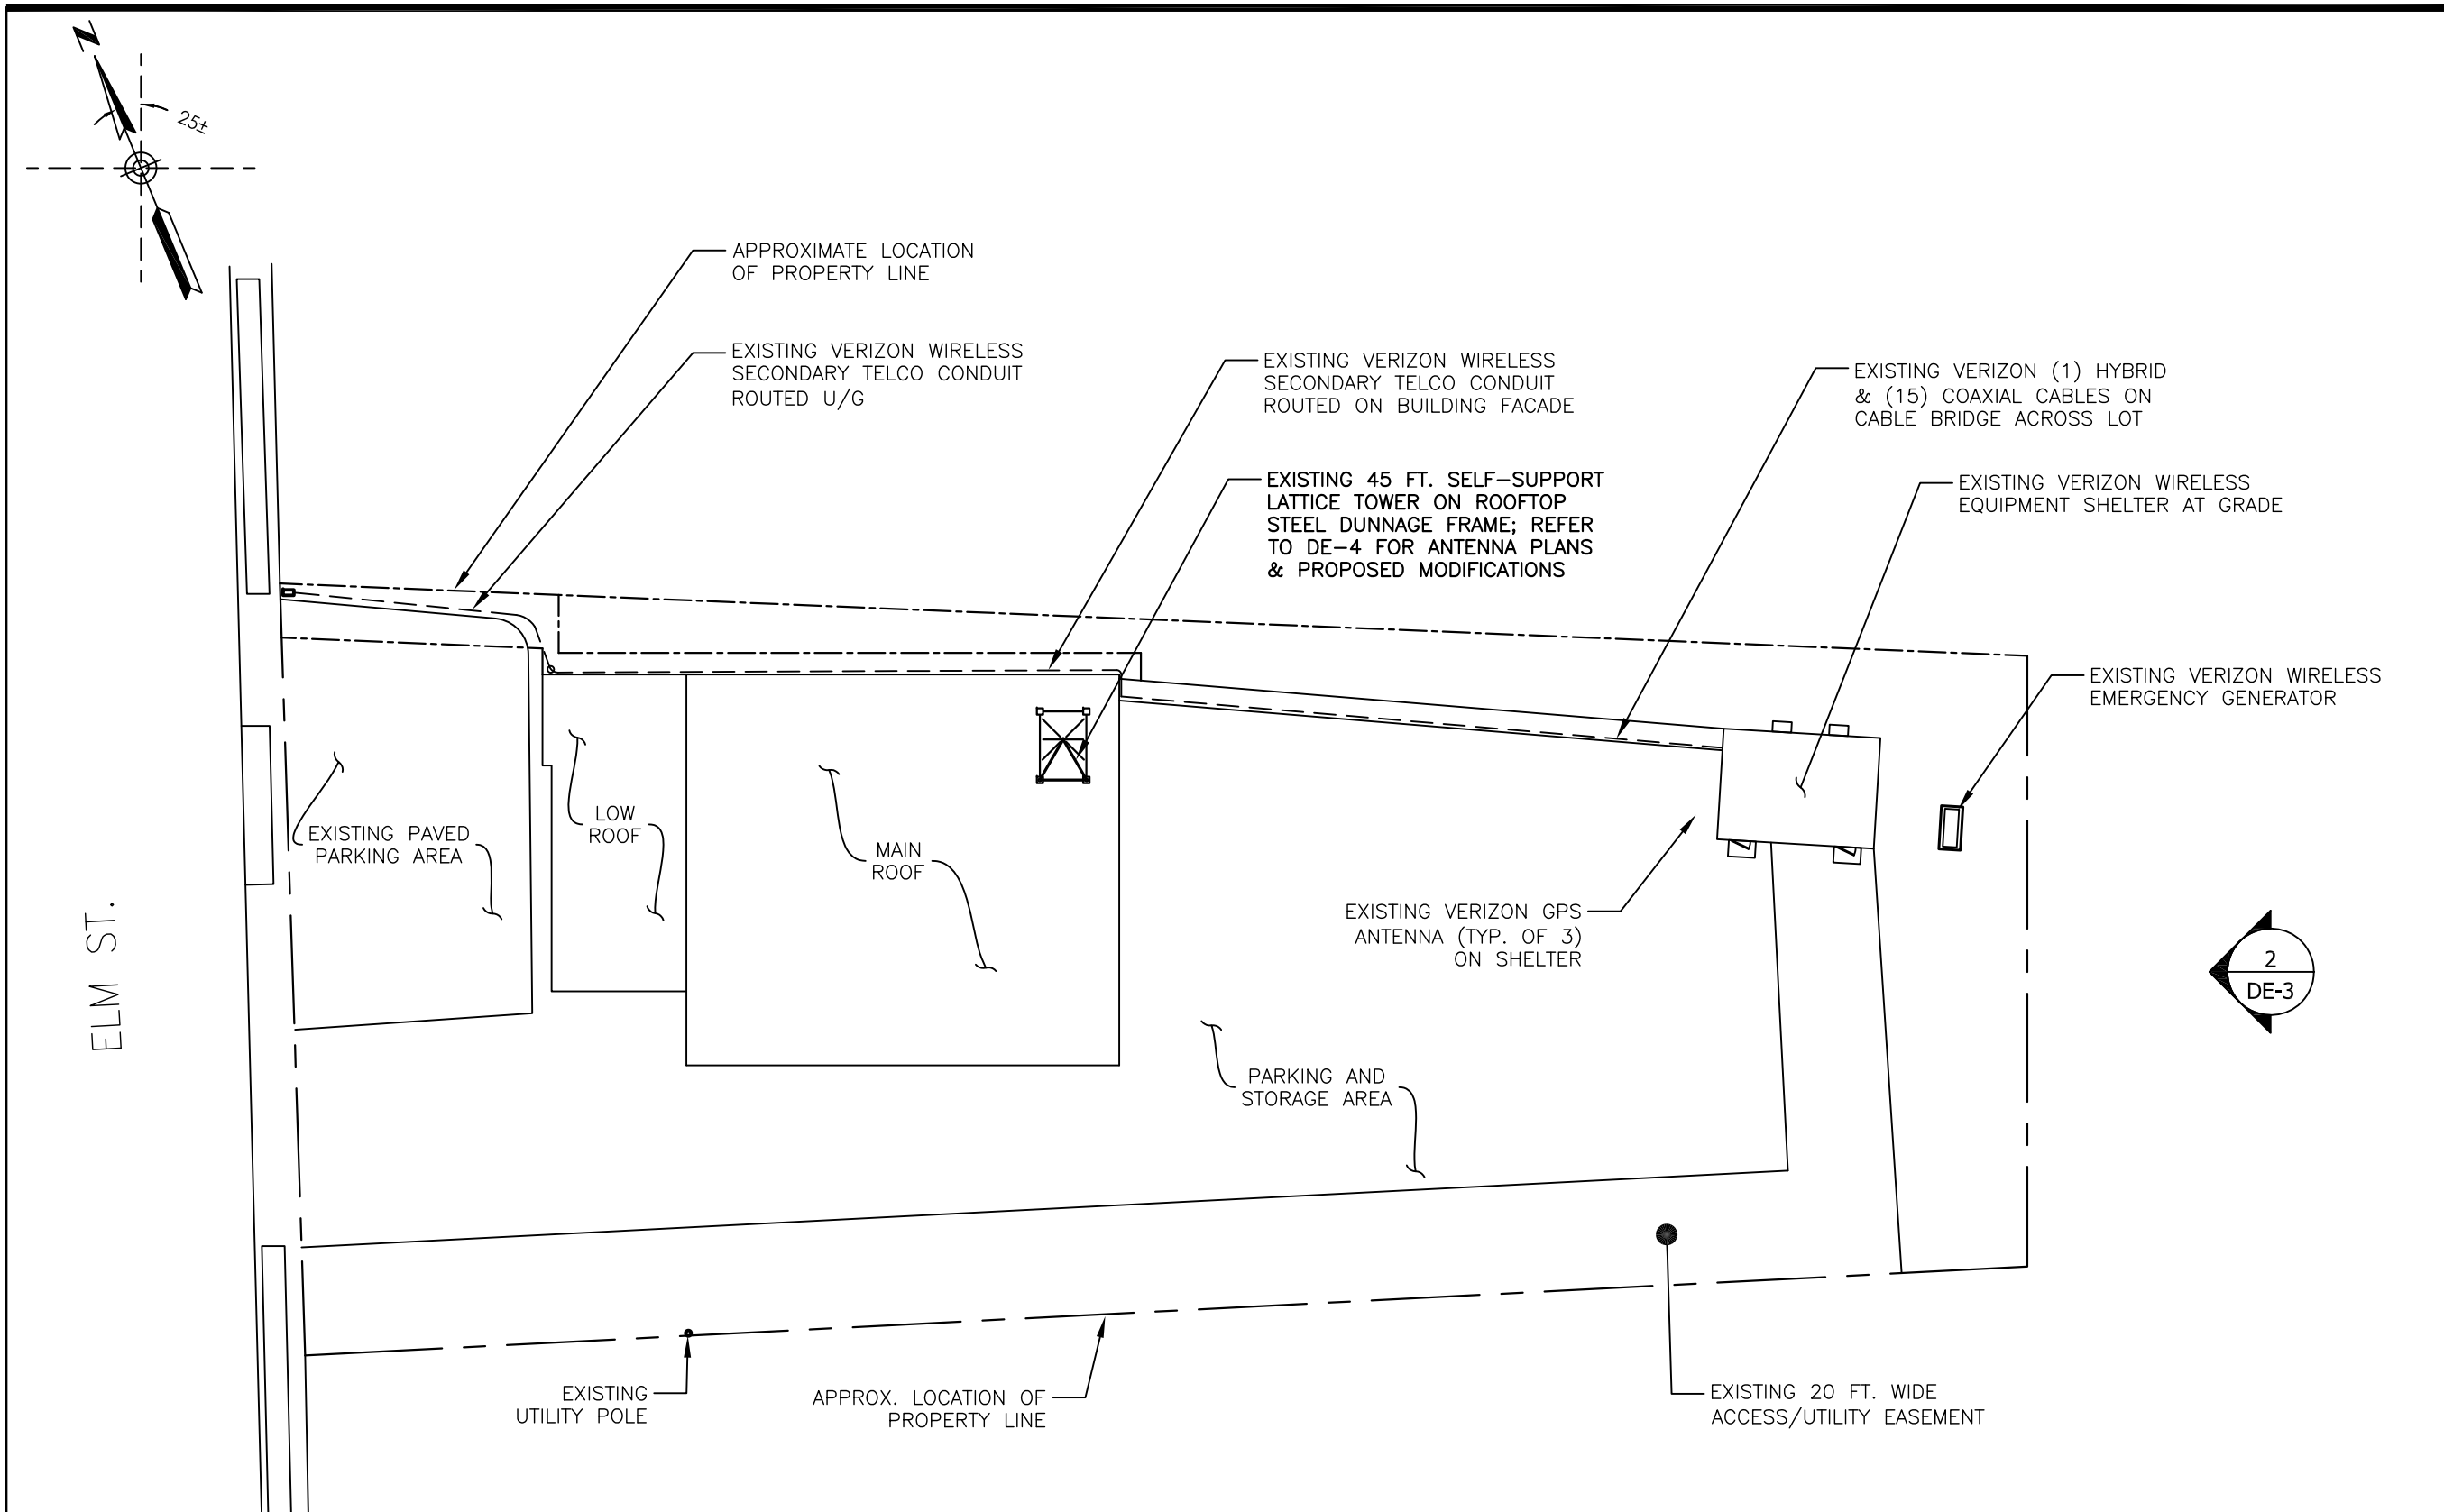 N
25±
APPROXIMATE LOCATION
OF PROPERTY LINE
EXISTING VERIZON WIRELESS
SECONDARY TELCO CONDUIT
ROUTED U/G
EXISTING VERIZON WIRELESS
SECONDARY TELCO CONDUIT
ROUTED ON BUILDING FACADE
EXISTING VERIZON (1) HYBRID
& (15) COAXIAL CABLES ON
CABLE BRIDGE ACROSS LOT
EXISTING 45 FT. SELF-SUPPORT
LATTICE TOWER ON ROOFTOP
STEEL DUNNAGE FRAME; REFER
TO DE-4 FOR ANTENNA PLANS
& PROPOSED MODIFICATIONS
EXISTING VERIZON WIRELESS
EQUIPMENT SHELTER AT GRADE
EXISTING VERIZON WIRELESS
EMERGENCY GENERATOR
EXISTING PAVED
PARKING AREA
LOW
ROOF
MAIN
ROOF
EXISTING VERIZON GPS
ANTENNA (TYP. OF 3)
ON SHELTER
ELM ST.
2
DE-3
PARKING AND
STORAGE AREA
EXISTING
UTILITY POLE
APPROX. LOCATION OF
PROPERTY LINE
EXISTING 20 FT. WIDE
ACCESS/UTILITY EASEMENT